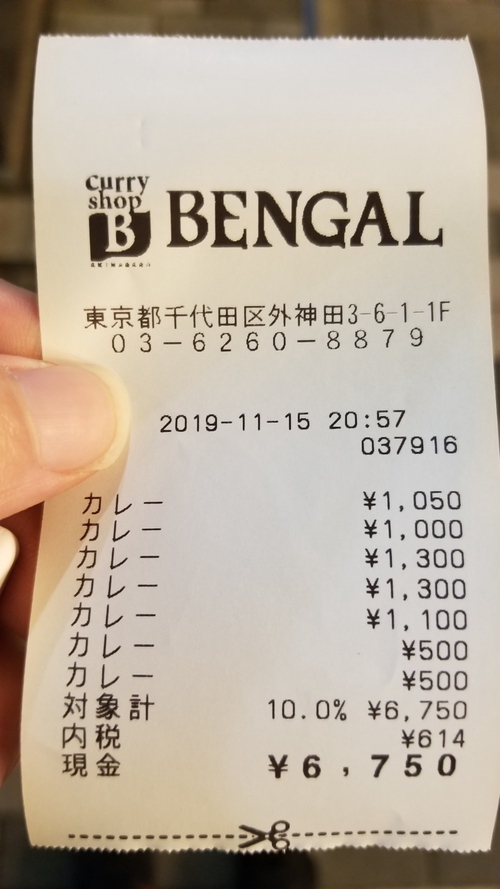 curry
shop
B BENGAL
東京都千代田区外神田3-6-1-1F
03-6260-8879
2019-11-15 20:57
037916
カレー ¥1,050
カレー ¥1,000
カレー ¥1,300
カレー ¥1,300
カレー ¥1,100
カレー ¥500
カレー ¥500
対象計 10.0% ¥6,750
内税 ¥614
現金 ¥6,750